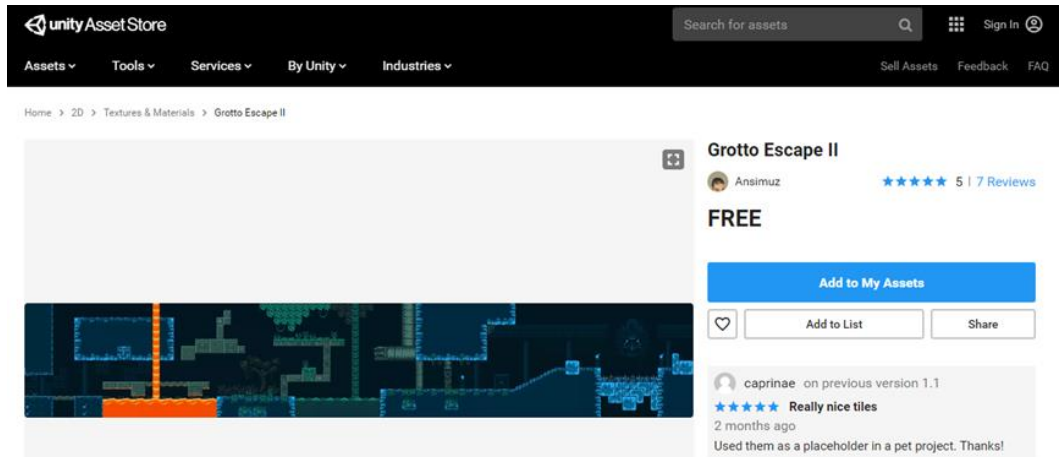 unity Asset Store
Search for assets
Sign In
Assets
Tools
Services
By Unity
Industries
Sell Assets
Feedback
FAQ
Home > 2D > Textures & Materials > Grotto Escape II
Grotto Escape II
Ansimuz
5 | 7 Reviews
FREE
Add to My Assets
Add to List
Share
caprinae on previous version 1.1
Really nice tiles
2 months ago
Used them as a placeholder in a pet project. Thanks!